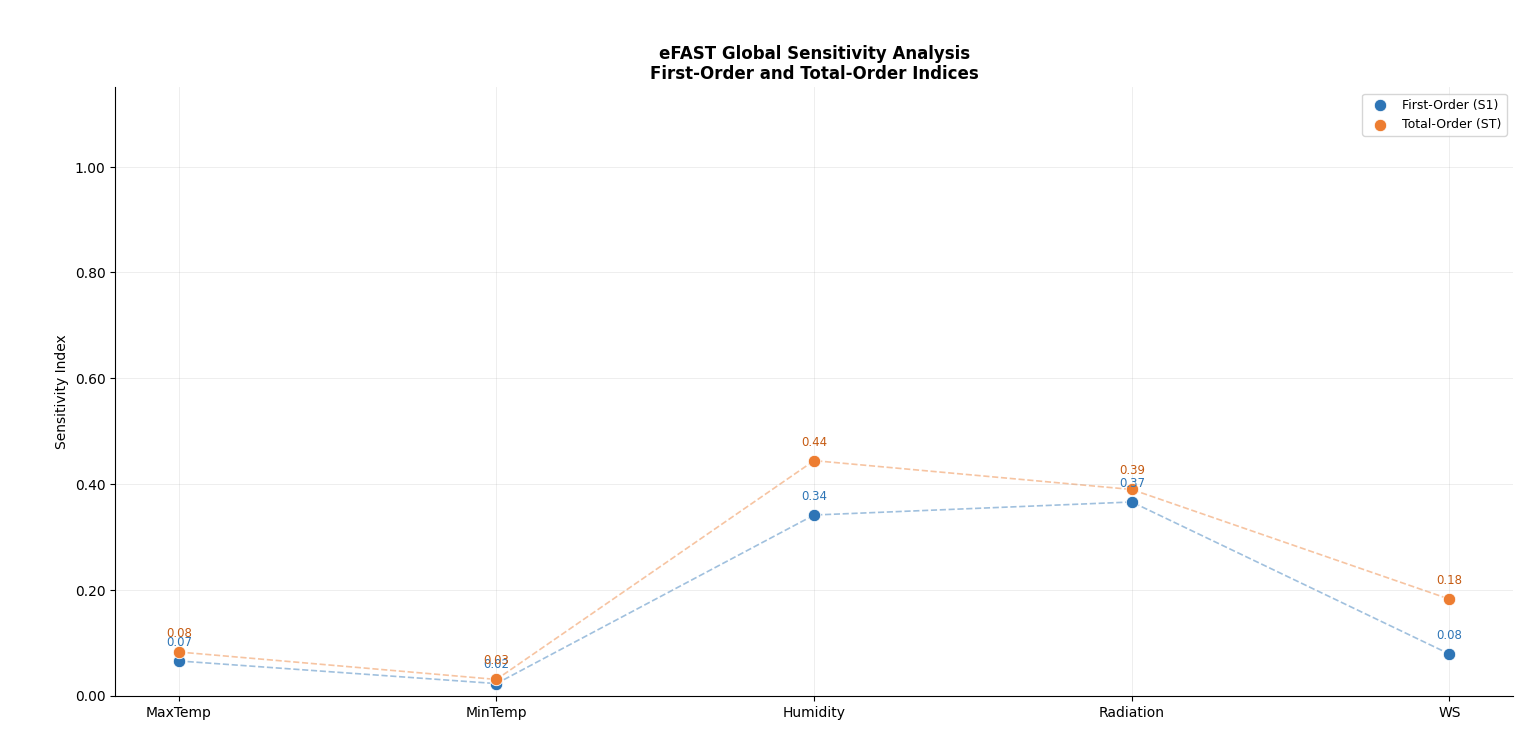 eFAST Global Sensitivity Analysis
First-Order and Total-Order Indices
First-Order (S1)
Total-Order (ST)
Sensitivity Index
1.00
0.80
0.60
0.40
0.20
0.00
0.08
0.07
0.03
0.02
0.44
0.34
0.39
0.37
0.18
0.08
MaxTemp
MinTemp
Humidity
Radiation
WS